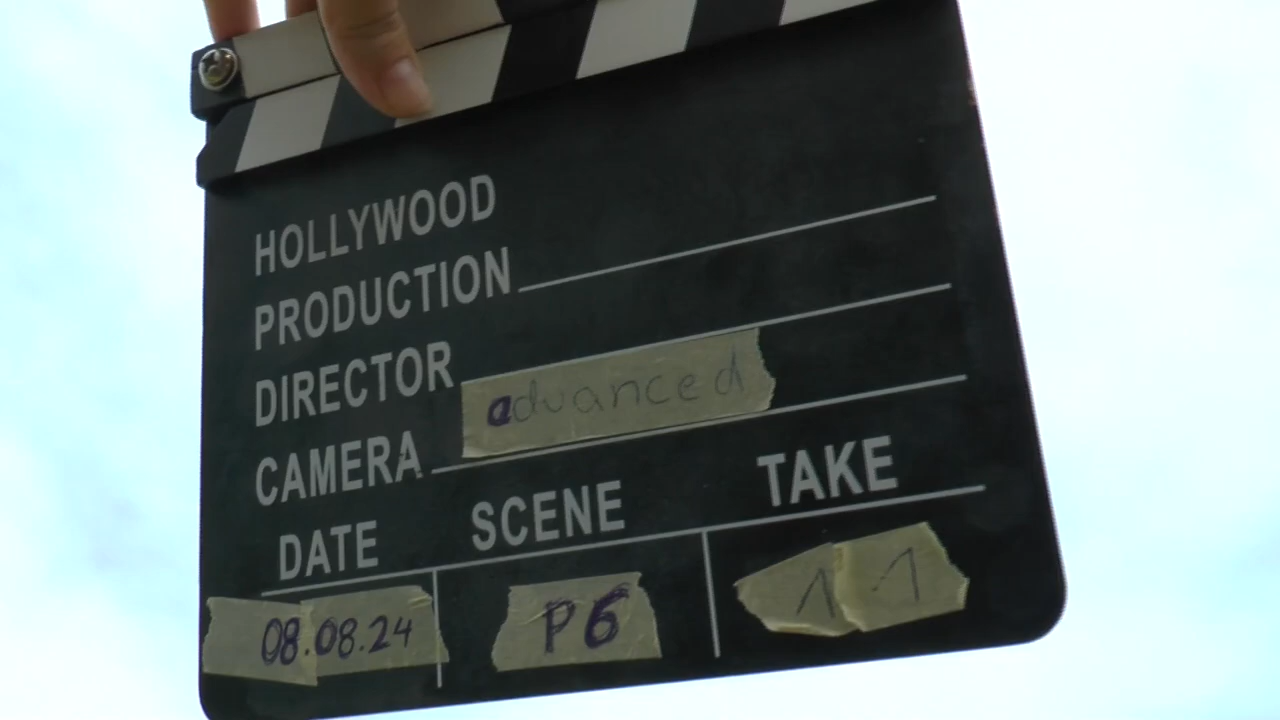 HOLLYWOOD
PRODUCTION
DIRECTOR
advanced
CAMERA
DATE SCENE TAKE
08.08.24 P6 11